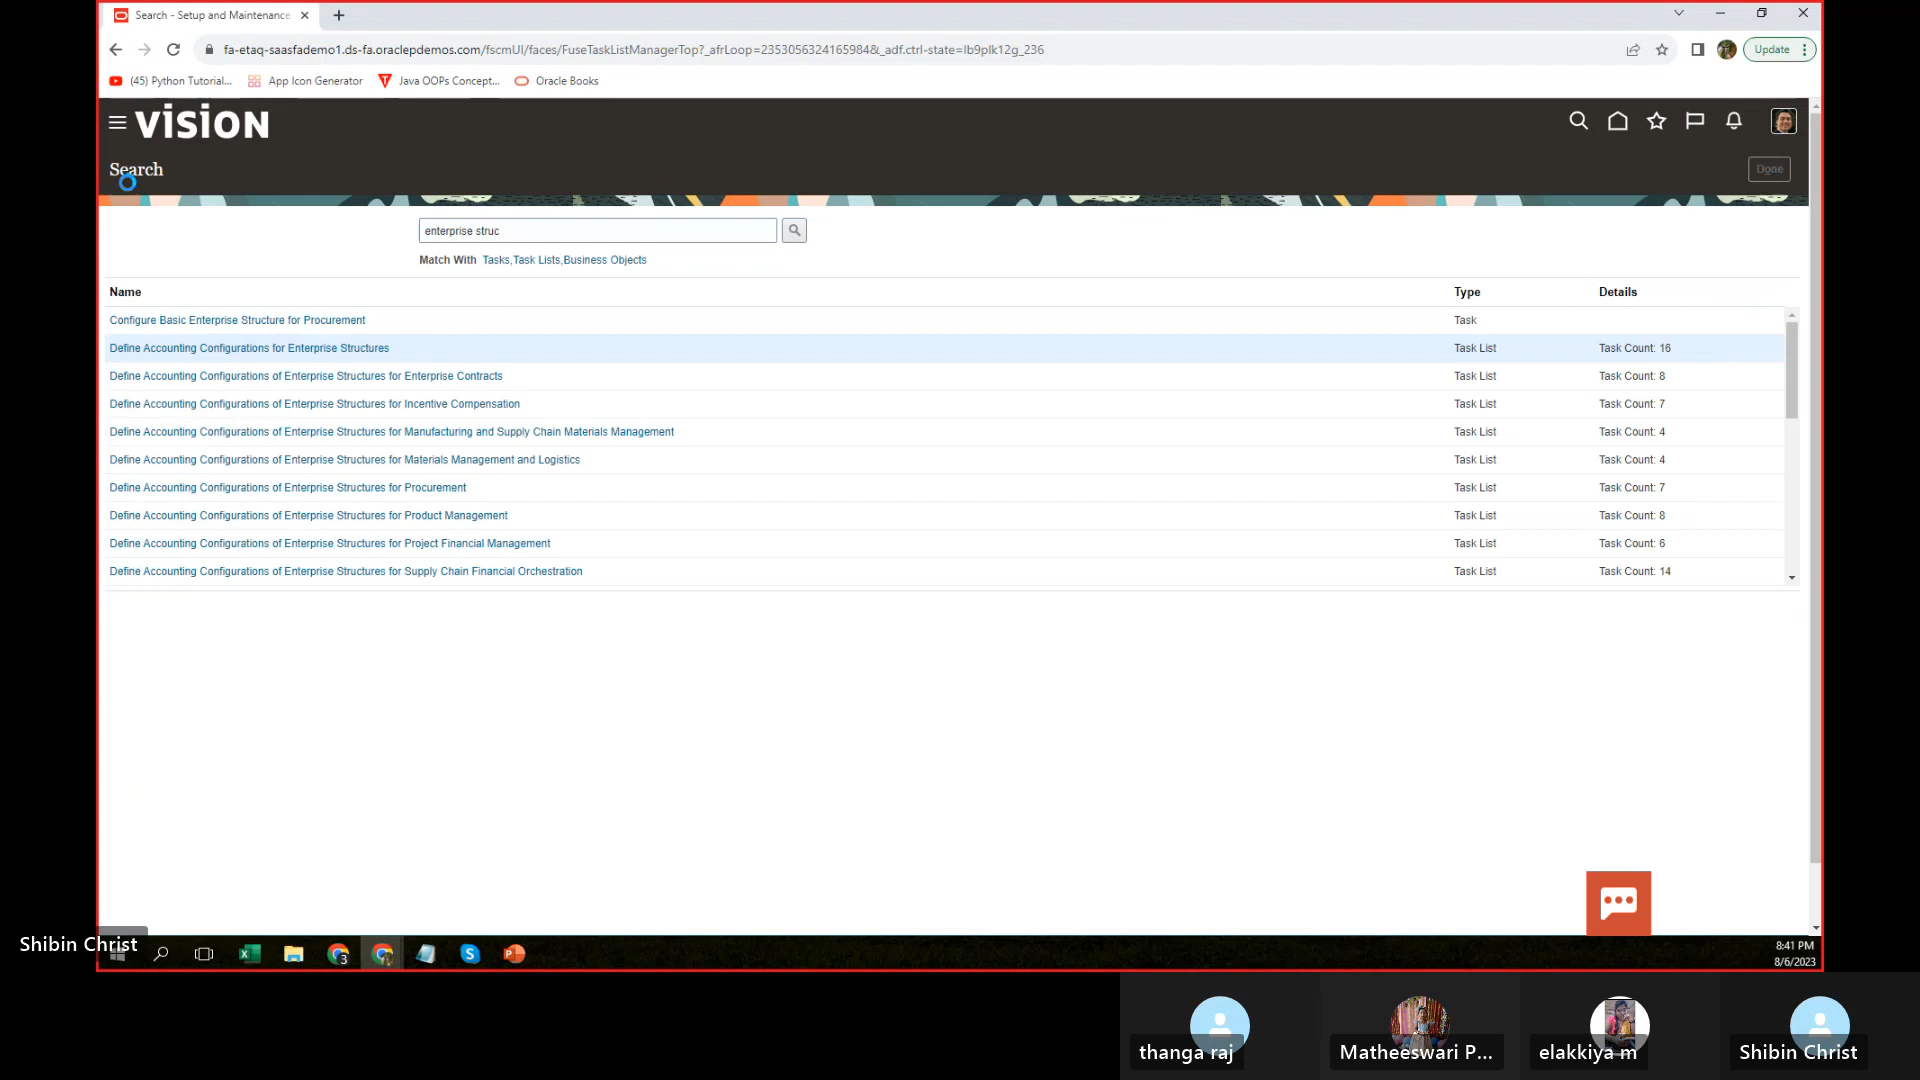 Search - Setup and Maintenance
fa-etaq-saasfademo1.ds-fa.oraclepdemos.com/fscmUI/faces/FuseTaskListManagerTop?_afrLoop=2353056324165984&_adf.ctrl-state=lb9plk12g_236
Update
(45) Python Tutorial...
App Icon Generator
Java OOPs Concept...
Oracle Books
VISION
Search
Done
enterprise struc
Match With Tasks,Task Lists,Business Objects
Name Type Details
Configure Basic Enterprise Structure for Procurement Task
Define Accounting Configurations for Enterprise Structures Task List Task Count: 16
Define Accounting Configurations of Enterprise Structures for Enterprise Contracts Task List Task Count: 8
Define Accounting Configurations of Enterprise Structures for Incentive Compensation Task List Task Count: 7
Define Accounting Configurations of Enterprise Structures for Manufacturing and Supply Chain Materials Management Task List Task Count: 4
Define Accounting Configurations of Enterprise Structures for Materials Management and Logistics Task List Task Count: 4
Define Accounting Configurations of Enterprise Structures for Procurement Task List Task Count: 7
Define Accounting Configurations of Enterprise Structures for Product Management Task List Task Count: 8
Define Accounting Configurations of Enterprise Structures for Project Financial Management Task List Task Count: 6
Define Accounting Configurations of Enterprise Structures for Supply Chain Financial Orchestration Task List Task Count: 14
Shibin Christ
3
8:41 PM
8/6/2023
thanga raj
Matheeswari P...
elakkiya m
Shibin Christ